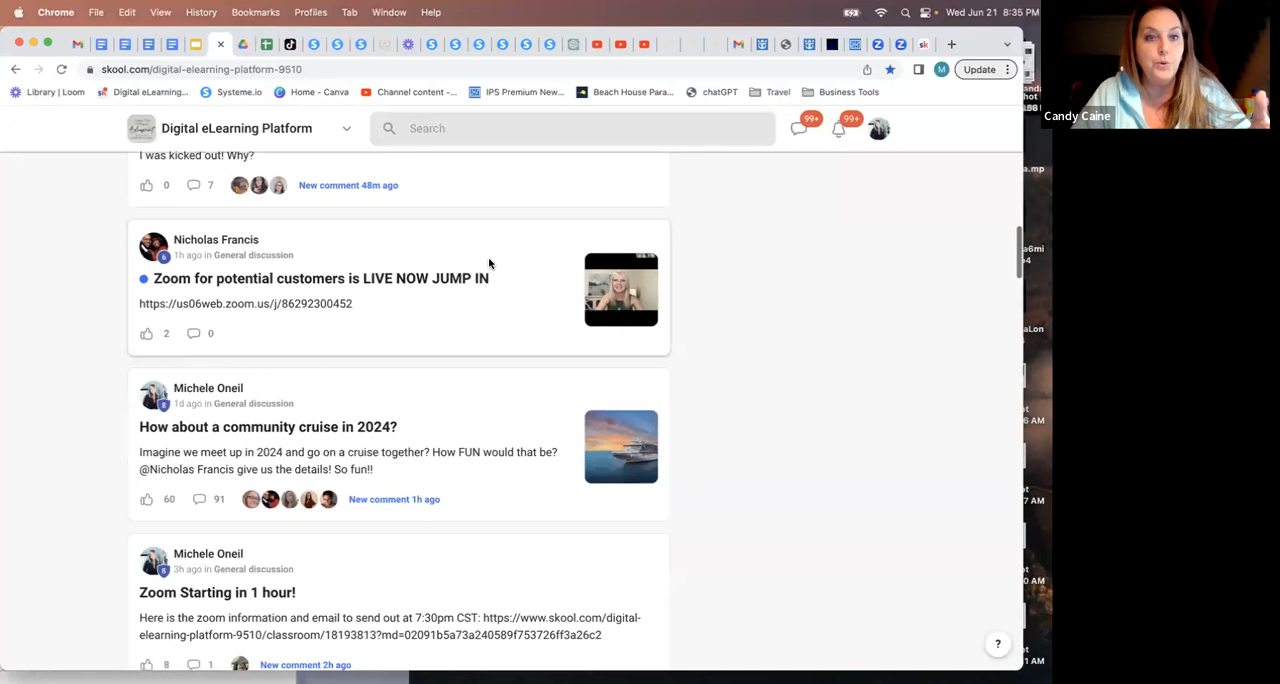 Chrome File Edit View History Bookmarks Profiles Tab Window Help Wed Jun 21 8:35 PM
skool.com/digital-elearning-platform-9510 M Update
Library | Loom Digital eLearning... Systeme.io Home - Canva Channel content -... IPS Premium New... Beach House Para... chatGPT Travel Business Tools
Candy Caine
Digital eLearning Platform Search 99+ 99+
I was kicked out! Why?
0 7 New comment 48m ago
Nicholas Francis
6 1h ago in General discussion
Zoom for potential customers is LIVE NOW JUMP IN
https://us06web.zoom.us/j/86292300452
2 0
Michele Oneil
8 1d ago in General discussion
How about a community cruise in 2024?
Imagine we meet up in 2024 and go on a cruise together? How FUN would that be?
@Nicholas Francis give us the details! So fun!!
60 91 New comment 1h ago
Michele Oneil
8 3h ago in General discussion
Zoom Starting in 1 hour!
Here is the zoom information and email to send out at 7:30pm CST: https://www.skool.com/digital-
elearning-platform-9510/classroom/18193813?md=02091b5a73a240589f753726ff3a26c2
8 1 New comment 2h ago
?